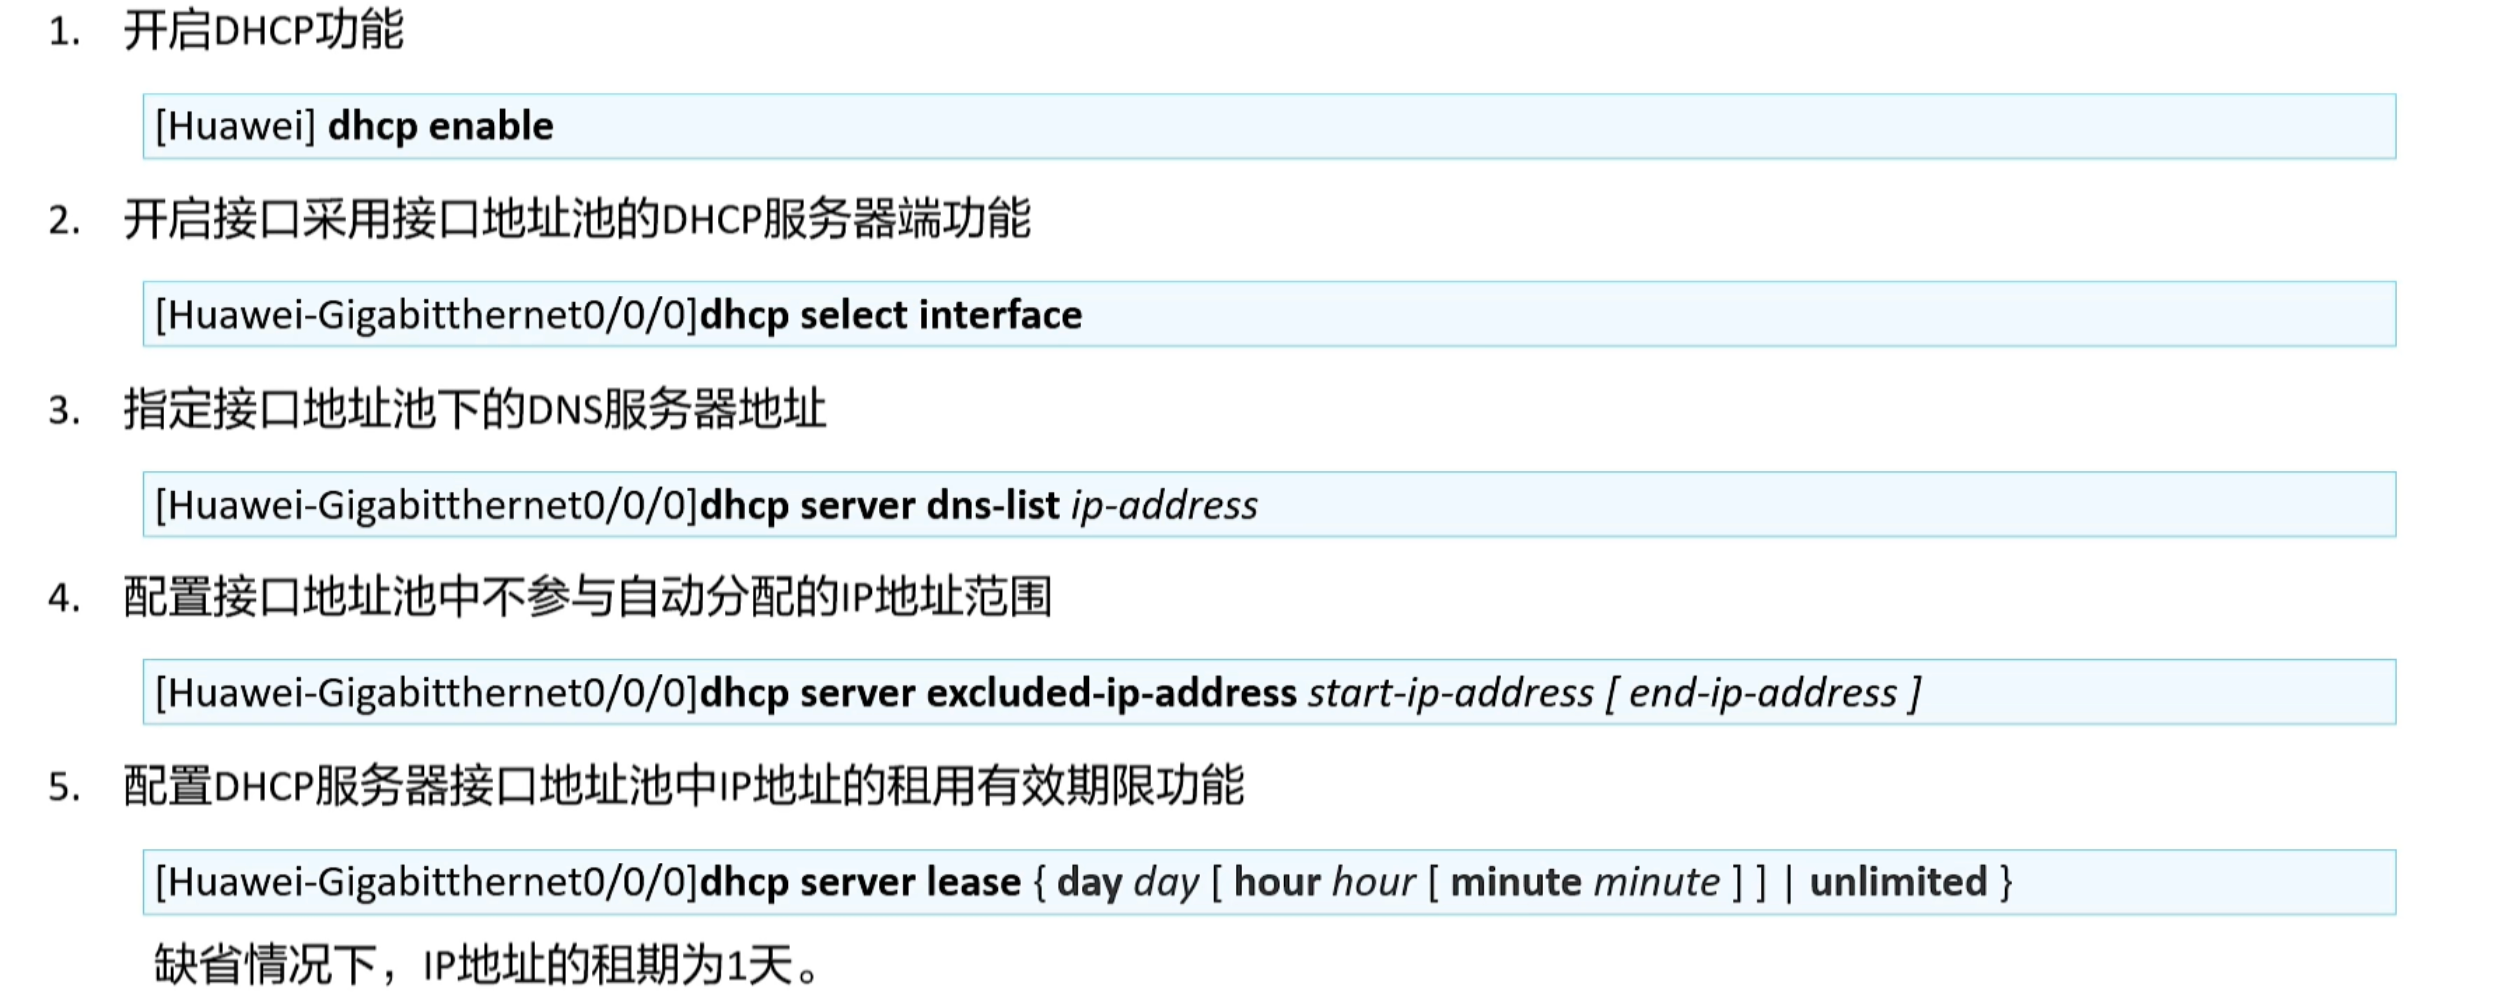 1. 开启DHCP功能
[Huawei] dhcp enable
2. 开启接口采用接口地址池的DHCP服务器端功能
[Huawei-Gigabitthernet0/0/0]dhcp select interface
3. 指定接口地址池下的DNS服务器地址
[Huawei-Gigabitthernet0/0/0]dhcp server dns-list ip-address
4. 配置接口地址池中不参与自动分配的IP地址范围
[Huawei-Gigabitthernet0/0/0]dhcp server excluded-ip-address start-ip-address [ end-ip-address ]
5. 配置DHCP服务器接口地址池中IP地址的租用有效期限功能
[Huawei-Gigabitthernet0/0/0]dhcp server lease { day day [ hour hour [ minute minute ] ] | unlimited }
缺省情况下，IP地址的租期为1天。